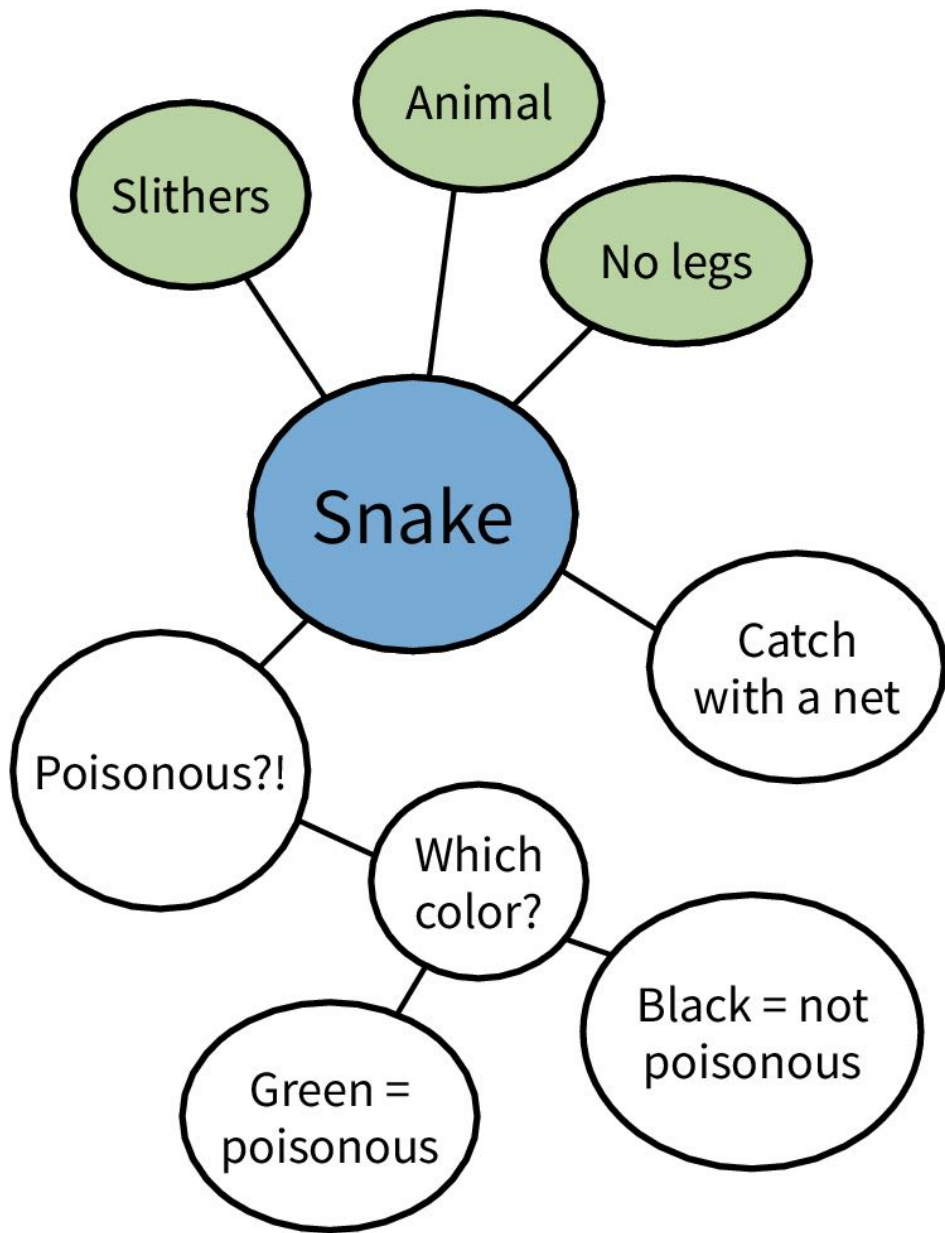 Animal
Slithers
No legs
Snake
Catch
with a net
Poisonous?!
Which
color?
Black = not
poisonous
Green =
poisonous